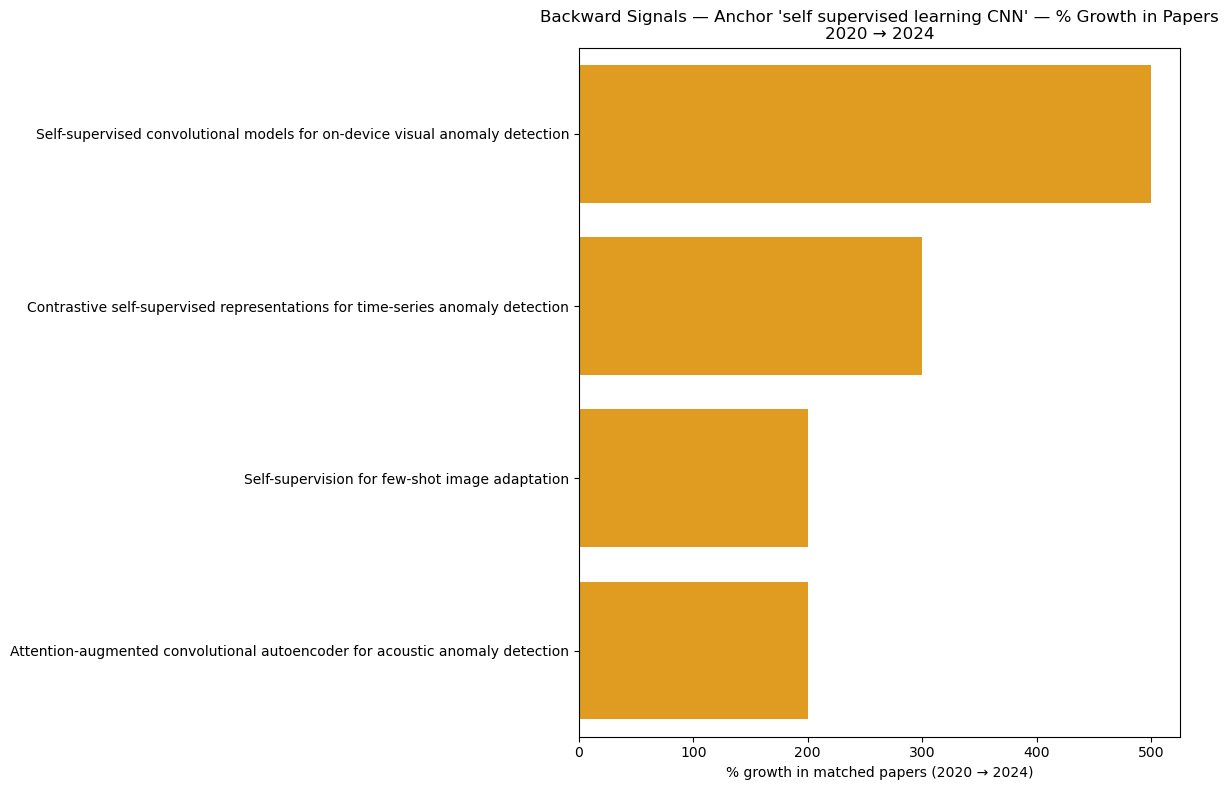 Backward Signals — Anchor 'self supervised learning CNN' — % Growth in Papers
2020 → 2024
Self-supervised convolutional models for on-device visual anomaly detection
Contrastive self-supervised representations for time-series anomaly detection
Self-supervision for few-shot image adaptation
Attention-augmented convolutional autoencoder for acoustic anomaly detection
0 100 200 300 400 500
% growth in matched papers (2020 → 2024)